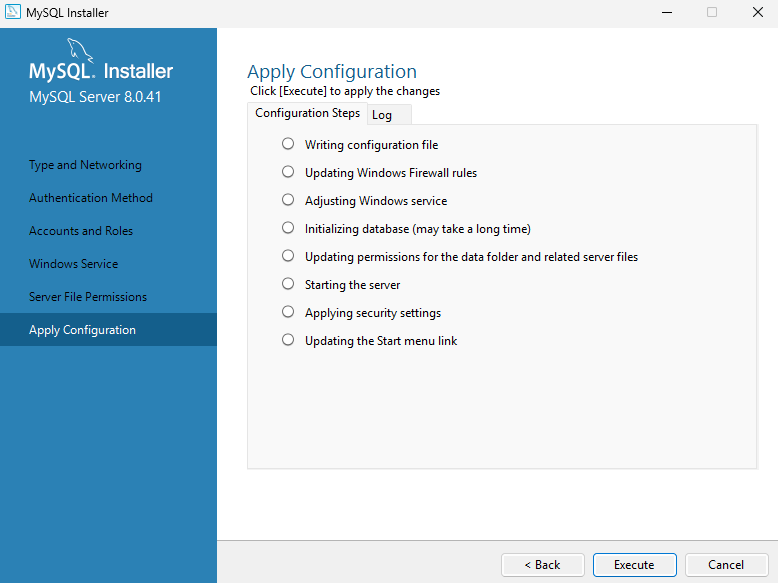 MySQL Installer
MySQL. Installer
MySQL Server 8.0.41
Type and Networking
Authentication Method
Accounts and Roles
Windows Service
Server File Permissions
Apply Configuration
Apply Configuration
Click [Execute] to apply the changes
Configuration Steps Log
Writing configuration file
Updating Windows Firewall rules
Adjusting Windows service
Initializing database (may take a long time)
Updating permissions for the data folder and related server files
Starting the server
Applying security settings
Updating the Start menu link
< Back Execute Cancel